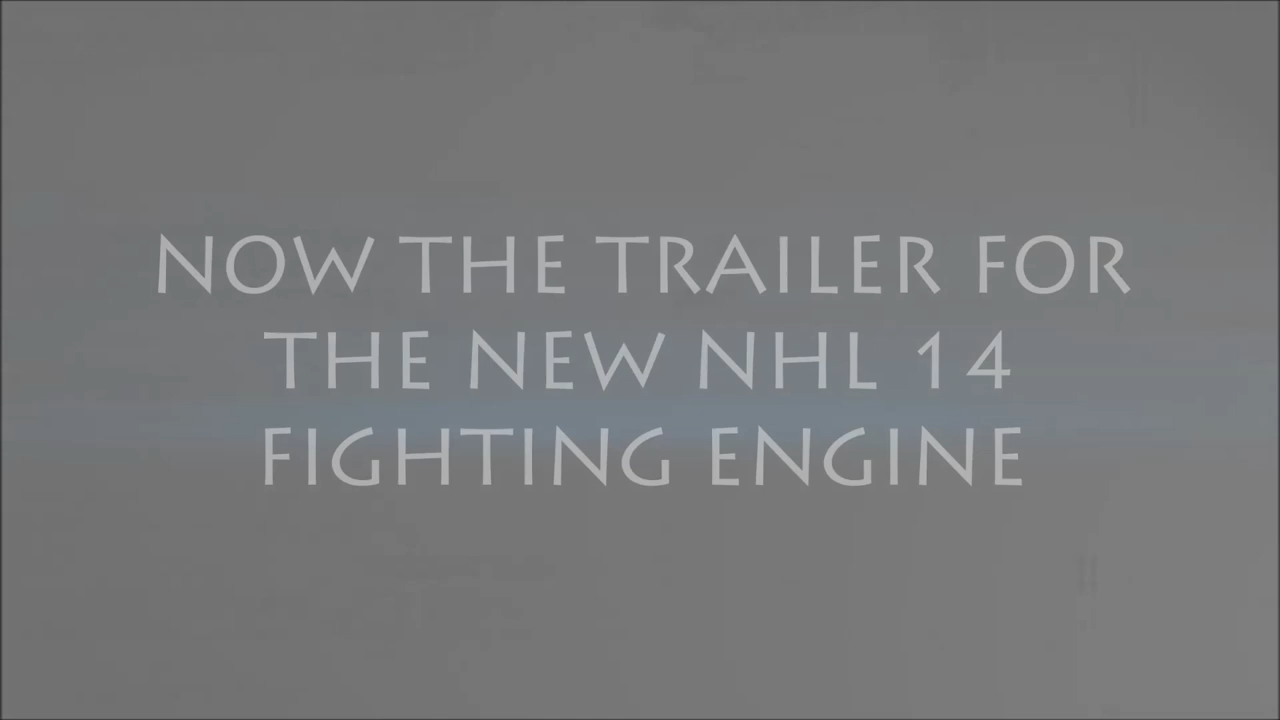 NOW THE TRAILER FOR
THE NEW NHL 14
FIGHTING ENGINE